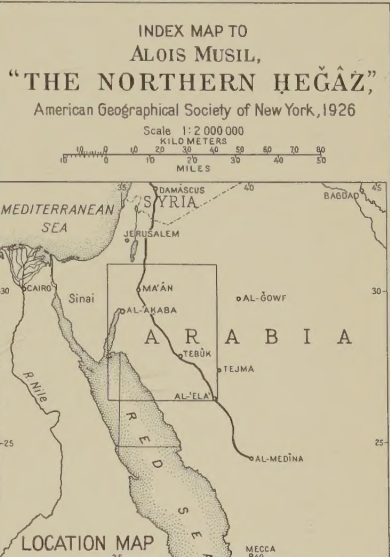 INDEX MAP TO
ALOIS MUSIL,
"THE NORTHERN ḤEǦÂZ,"
American Geographical Society of New York, 1926
Scale 1:2 000 000
KILOMETERS
10 0 10 20 30 40 50 60 70 80
10 0 10 20 30 40 50
MILES
35 40 45
DAMASCUS
SYRIA
BAGDAD
MEDITERRANEAN
SEA
JERUSALEM
30 CAIRO Sinai MA'ÂN AL-ǦOWF 30
AL-ʿAḲABA
ARABIA
TEBÛK
TEJMA
R. Nile
AL-ʿELAʾ
RED SEA
25 25
AL-MEDÎNA
LOCATION MAP
MECCA